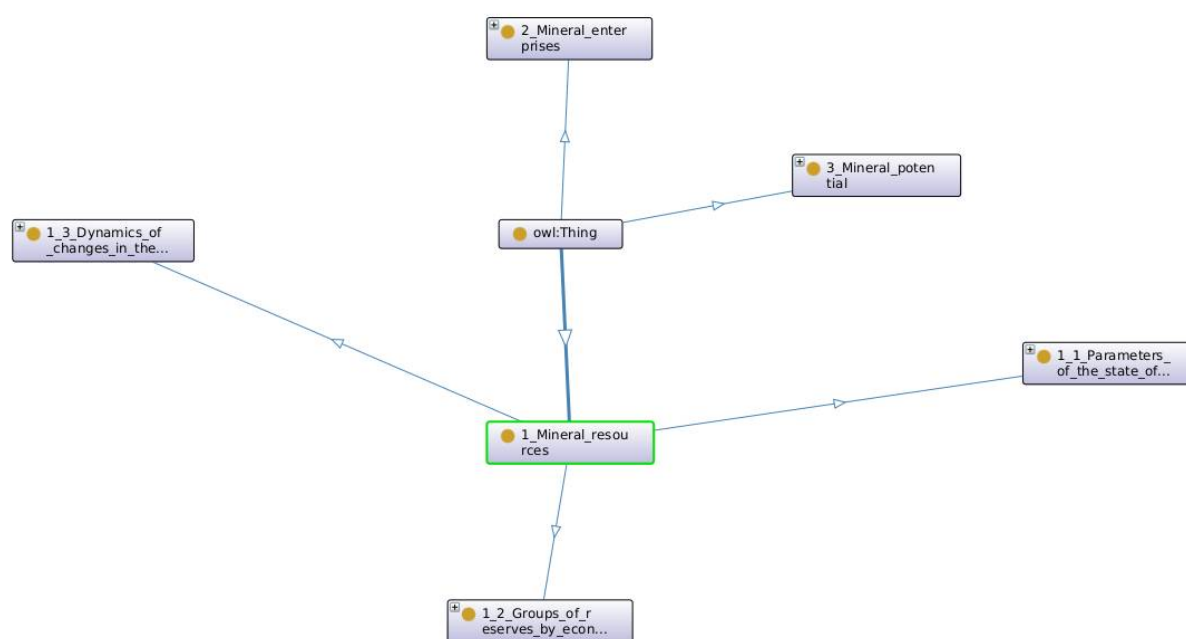 2_Mineral_enter
prises
3_Mineral_poten
tial
owl:Thing
1_3_Dynamics_of
_changes_in_the...
1_1_Parameters_
of_the_state_of...
1_Mineral_resou
rces
1_2_Groups_of_r
eserves_by_econ...